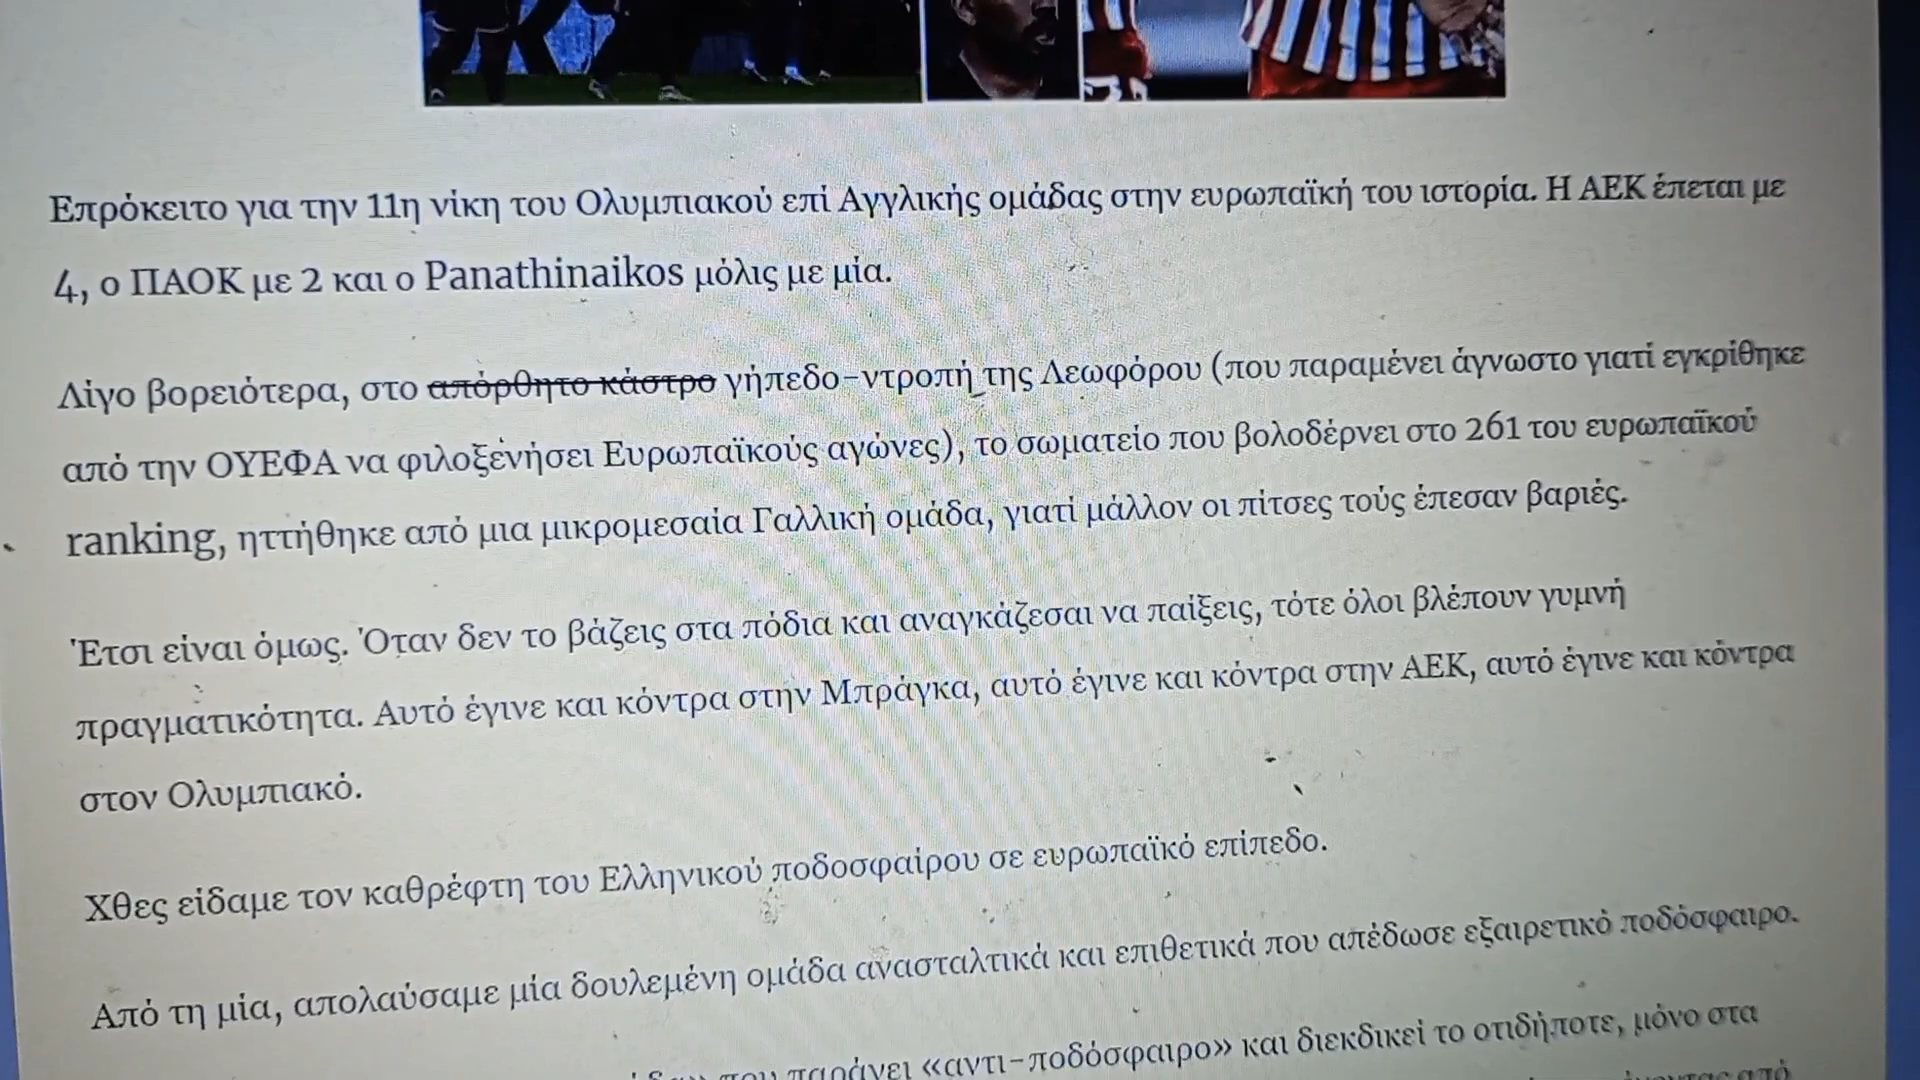 Επρόκειτο για την 11η νίκη του Ολυμπιακού επί Αγγλικής ομάδας στην ευρωπαϊκή του ιστορία. Η ΑΕΚ έπεται με
4, ο ΠΑΟΚ με 2 και ο Panathinaikos μόλις με μία.
Λίγο βορειότερα, στο απόρθητο κάστρο γήπεδο-ντροπή της Λεωφόρου (που παραμένει άγνωστο γιατί εγκρίθηκε
από την ΟΥΕΦΑ να φιλοξενήσει Ευρωπαϊκούς αγώνες), το σωματείο που βολοδέρνει στο 261 του ευρωπαϊκού
ranking, ηττήθηκε από μια μικρομεσαία Γαλλική ομάδα, γιατί μάλλον οι πίτσες τούς έπεσαν βαριές.
Έτσι είναι όμως. Όταν δεν το βάζεις στα πόδια και αναγκάζεσαι να παίξεις, τότε όλοι βλέπουν γυμνή
πραγματικότητα. Αυτό έγινε και κόντρα στην Μπράγκα, αυτό έγινε και κόντρα στην ΑΕΚ, αυτό έγινε και κόντρα
στον Ολυμπιακό.
Χθες είδαμε τον καθρέφτη του Ελληνικού ποδοσφαίρου σε ευρωπαϊκό επίπεδο.
Από τη μία, απολαύσαμε μία δουλεμένη ομάδα ανασταλτικά και επιθετικά που απέδωσε εξαιρετικό ποδόσφαιρο.
που παράγει «αντι-ποδόσφαιρο» και διεκδικεί το οτιδήποτε, μόνο στα
από